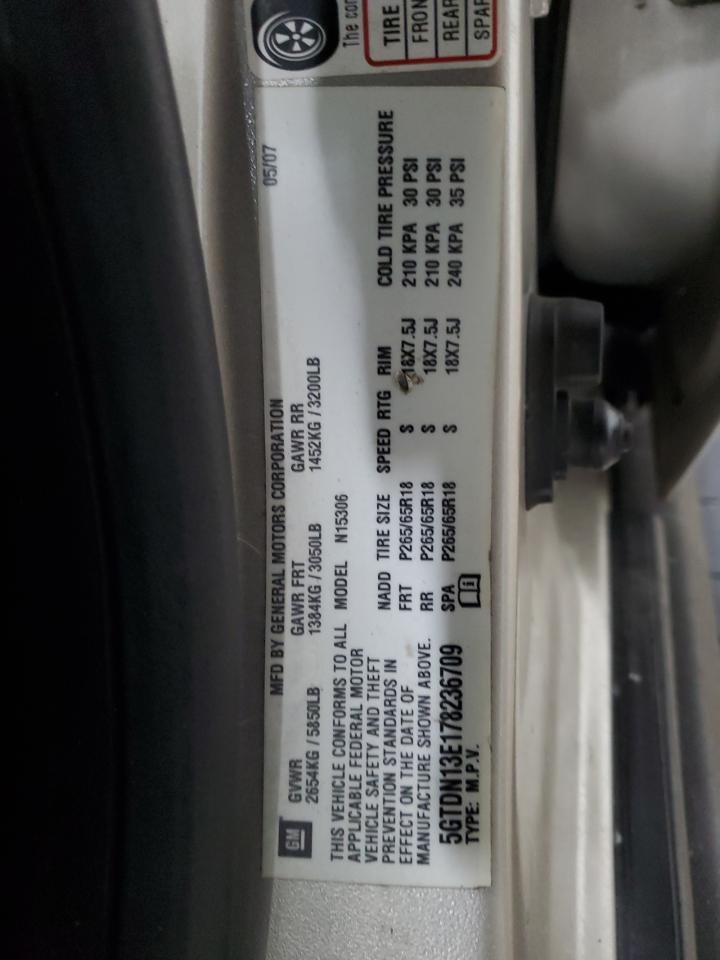 The
TIRE
FRON
REAR
SPAR
05/07
MFD BY GENERAL MOTORS CORPORATION
GM
GVWR GAWR FRT GAWR RR
2654KG / 5850LB 1384KG / 3050LB 1452KG / 3200LB
THIS VEHICLE CONFORMS TO ALL MODEL N15306
APPLICABLE FEDERAL MOTOR
VEHICLE SAFETY AND THEFT
PREVENTION STANDARDS IN
EFFECT ON THE DATE OF
MANUFACTURE SHOWN ABOVE.
NADD TIRE SIZE SPEED RTG RIM COLD TIRE PRESSURE
FRT P265/65R18 S 18X7.5J 210 KPA 30 PSI
RR P265/65R18 S 18X7.5J 210 KPA 30 PSI
SPA P265/65R18 S 18X7.5J 240 KPA 35 PSI
5GTDN13E178236709
TYPE: M.P.V.